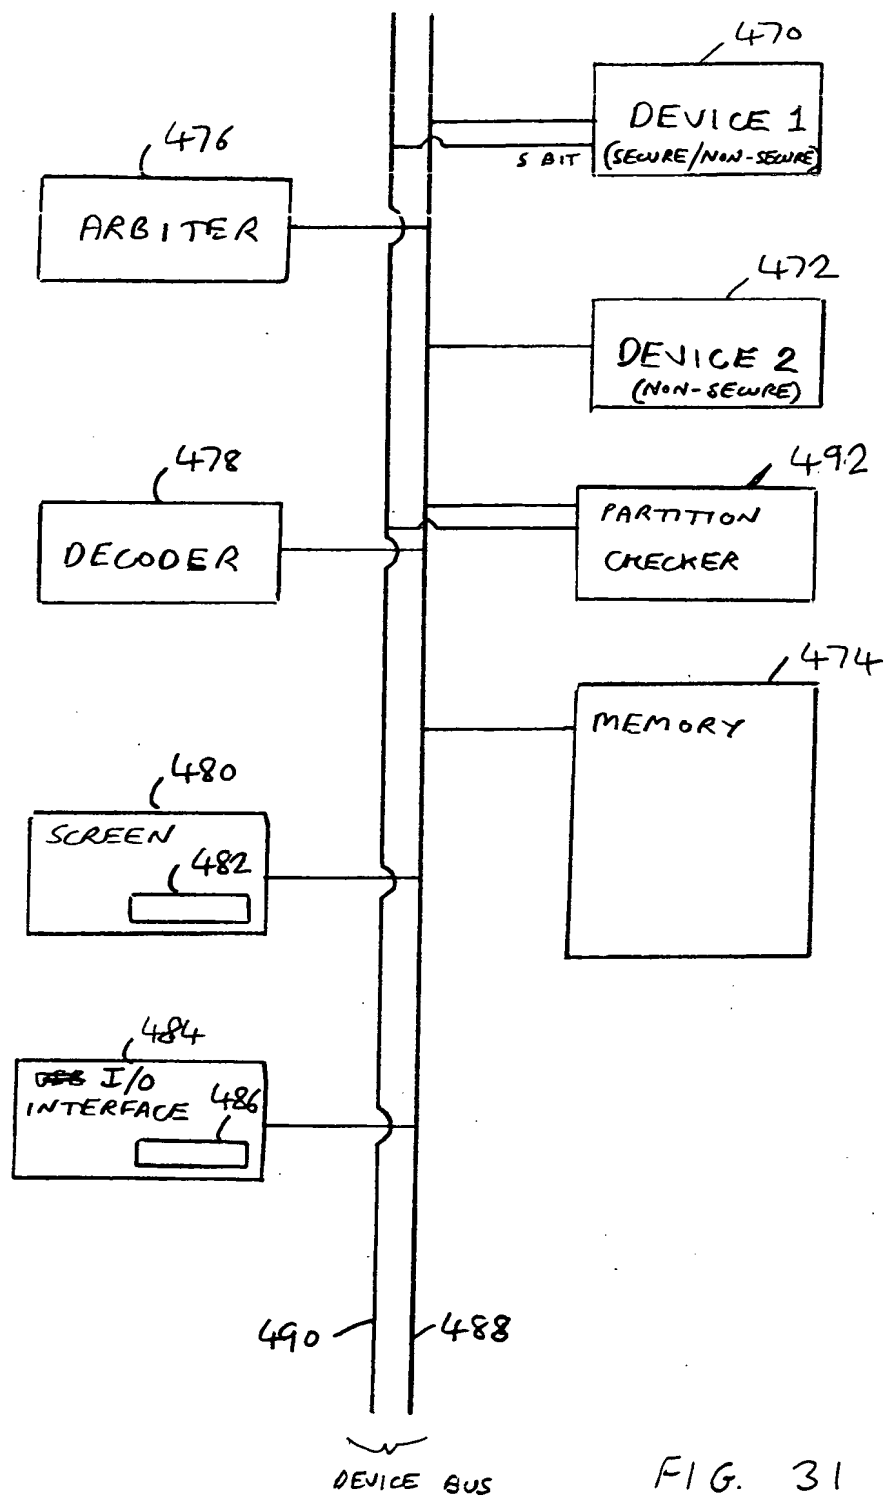 470
DEVICE 1
(SECURE/NON-SECURE)
S BIT
476
ARBITER
472
DEVICE 2
(NON-SECURE)
478
DECODER
492
PARTITION
CHECKER
474
MEMORY
480
SCREEN
482
484
I/O
INTERFACE
486
490
488
DEVICE BUS
FIG. 31